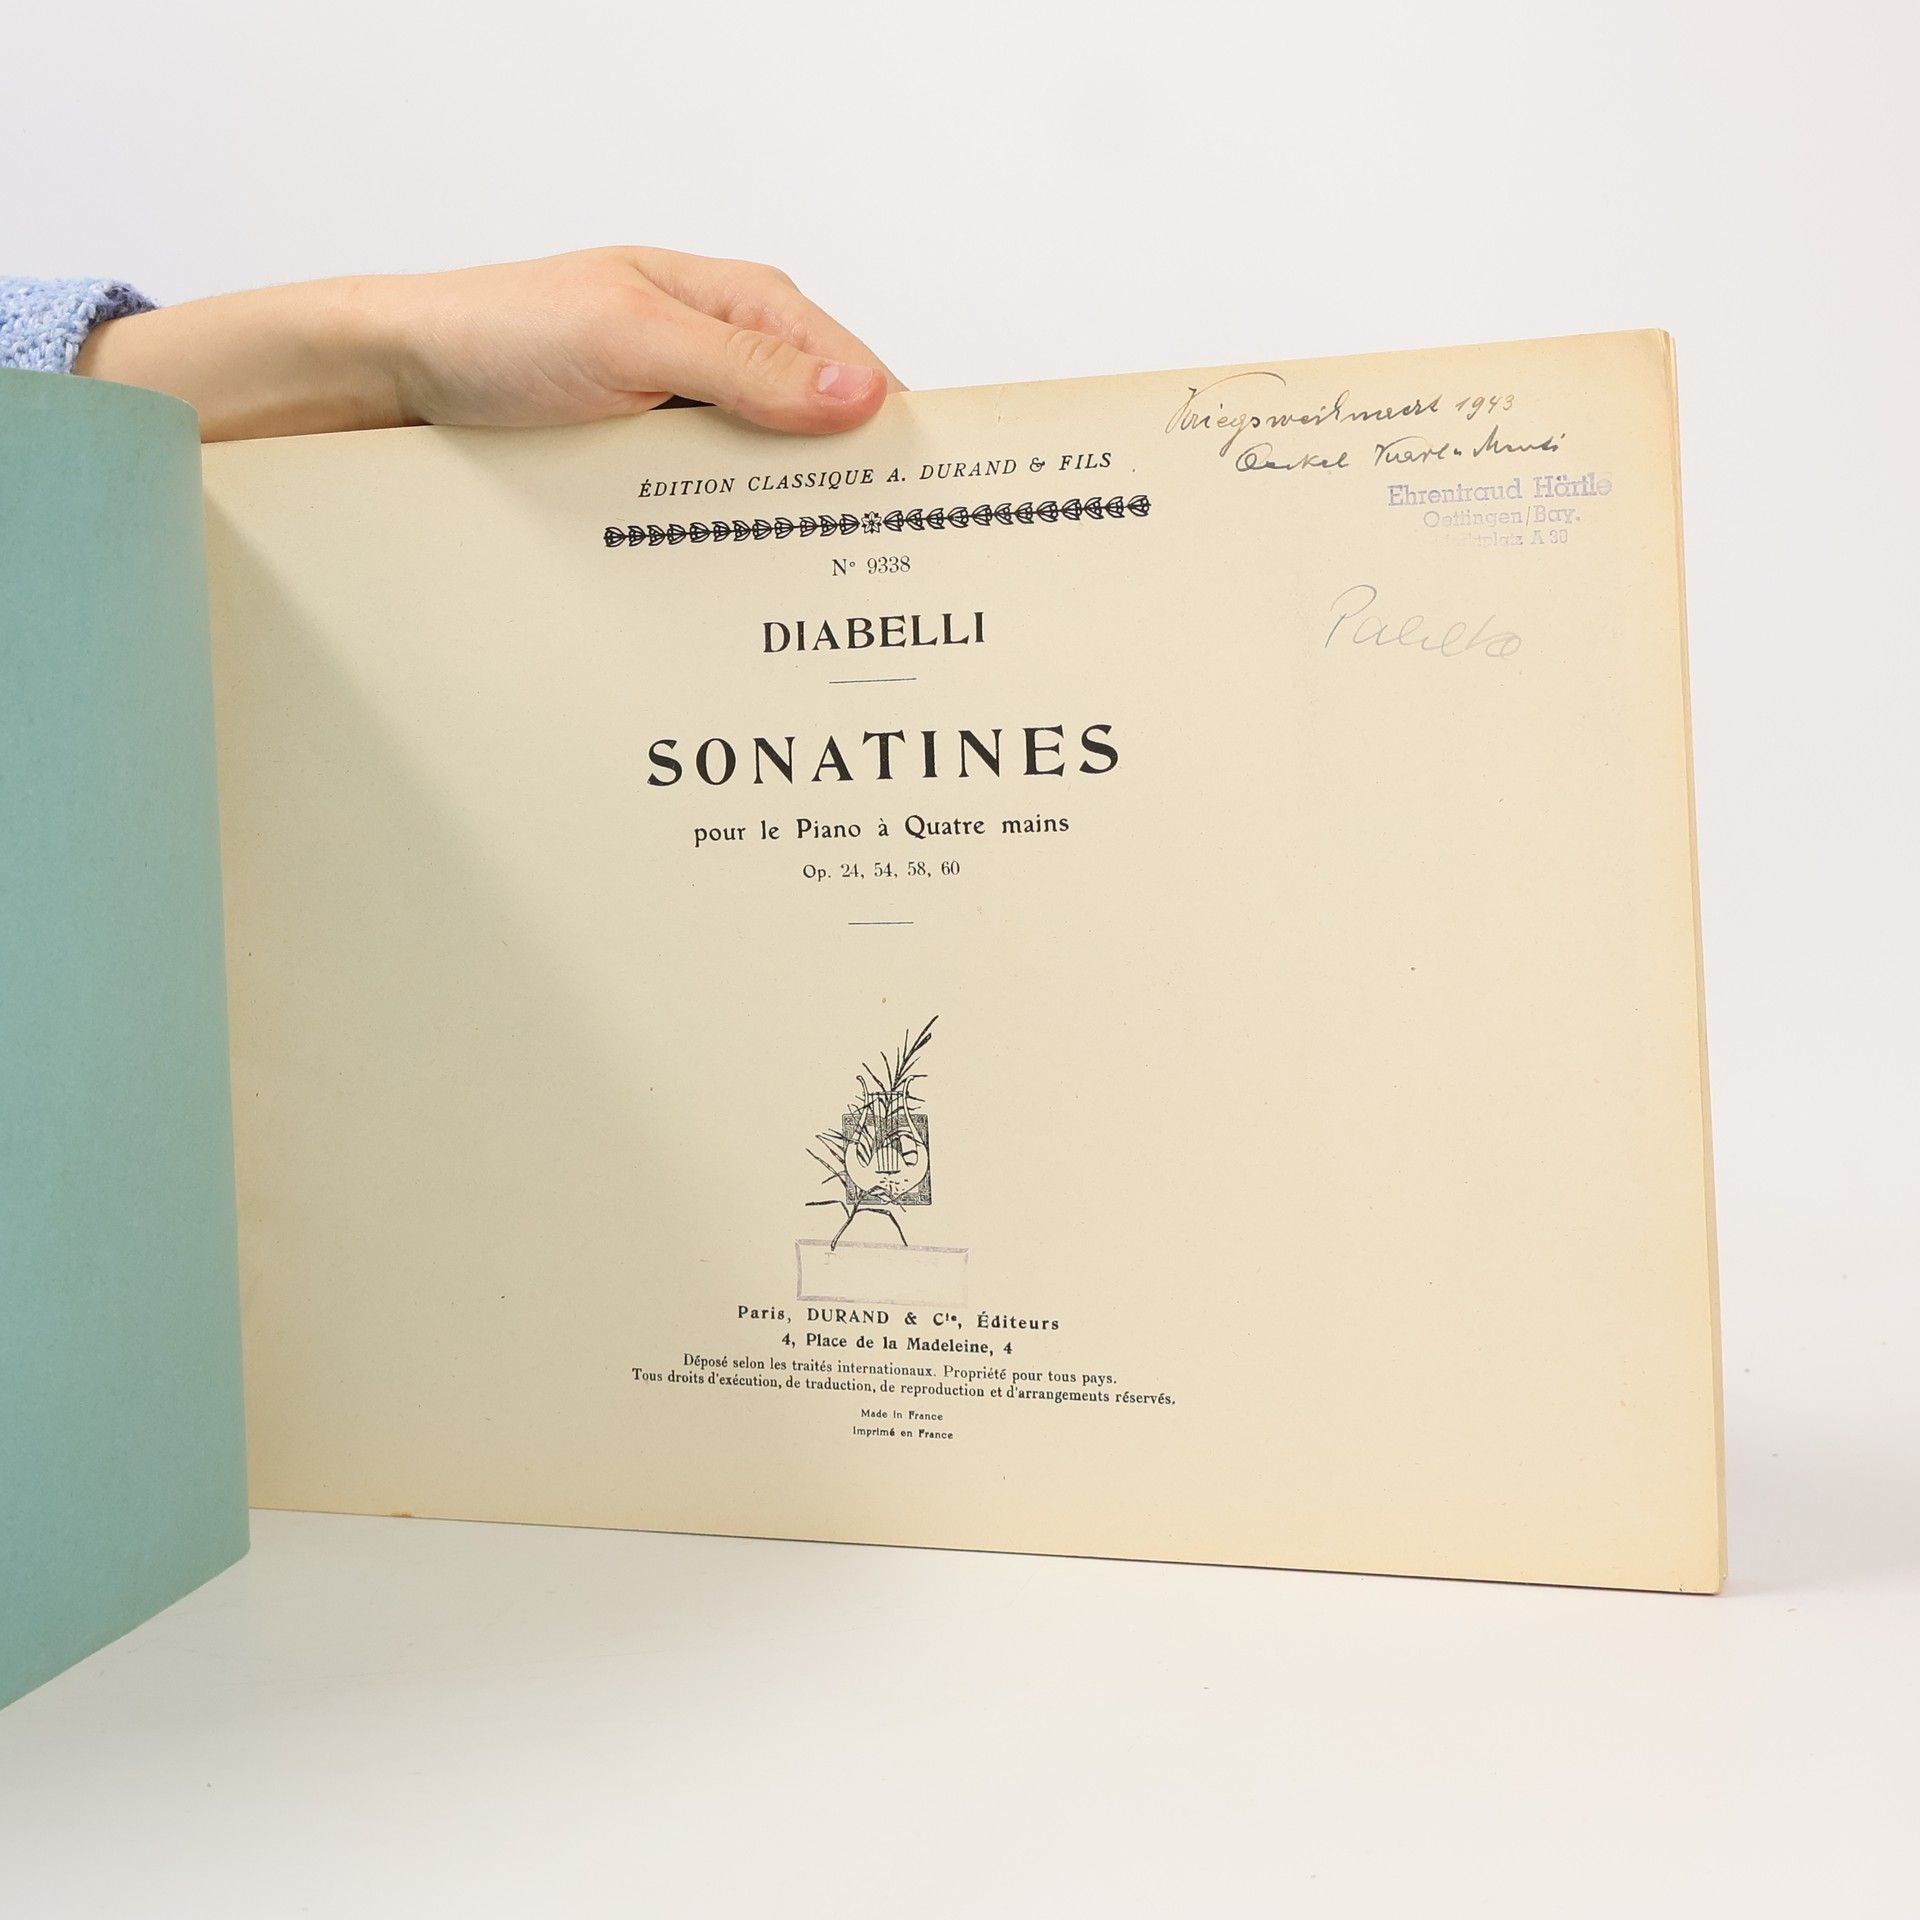 Kriegsweihnacht 1943
Onkel Karl u.
Ehrentraud Härtle
Oettingen/Bay.
A 30
ÉDITION CLASSIQUE A. DURAND & FILS
N° 9338
DIABELLI
SONATINES
pour le Piano à Quatre mains
Op. 24, 54, 58, 60
Paris, DURAND & Cie, Éditeurs
4, Place de la Madeleine, 4
Déposé selon les traités internationaux. Propriété pour tous pays.
Tous droits d'exécution, de traduction, de reproduction et d'arrangements réservés.
Made in France
Imprimé en France